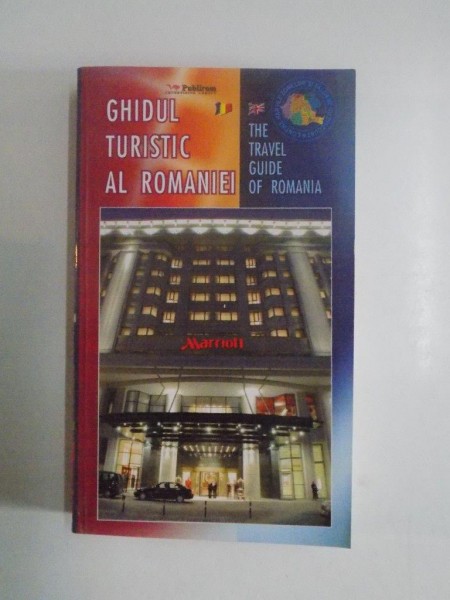 Publirom
GHIDUL
TURISTIC
AL ROMANIEI
THE
TRAVEL
GUIDE
OF ROMANIA
Marriott